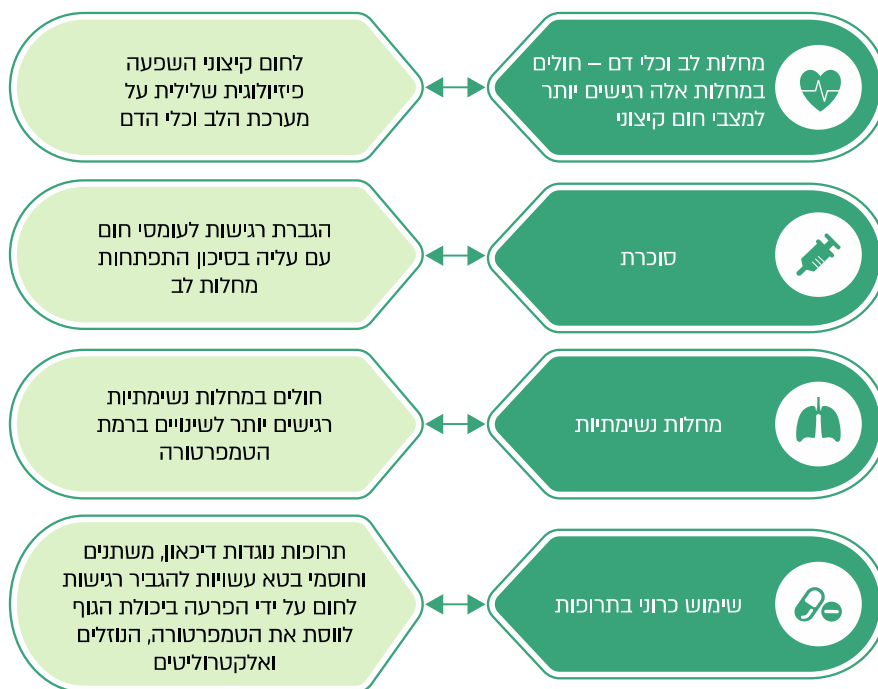 מחלות לב וכלי דם – חולים
במחלות אלה רגישים יותר
למצבי חום קיצוני
לחום קיצוני השפעה
פיזיולוגית שלילית על
מערכת הלב וכלי הדם
סוכרת
הגברת רגישות לעומסי חום
עם עליה בסיכון התפתחות
מחלות לב
מחלות נשימתיות
חולים במחלות נשימתיות
רגישים יותר לשינויים ברמת
הטמפרטורה
שימוש כרוני בתרופות
תרופות נוגדות דיכאון, משתנים
וחוסמי בטא עשויות להגביר רגישות
לחום על ידי הפרעה ביכולת הגוף
לווסת את הטמפרטורה, הנוזלים
ואלקטרוליטים